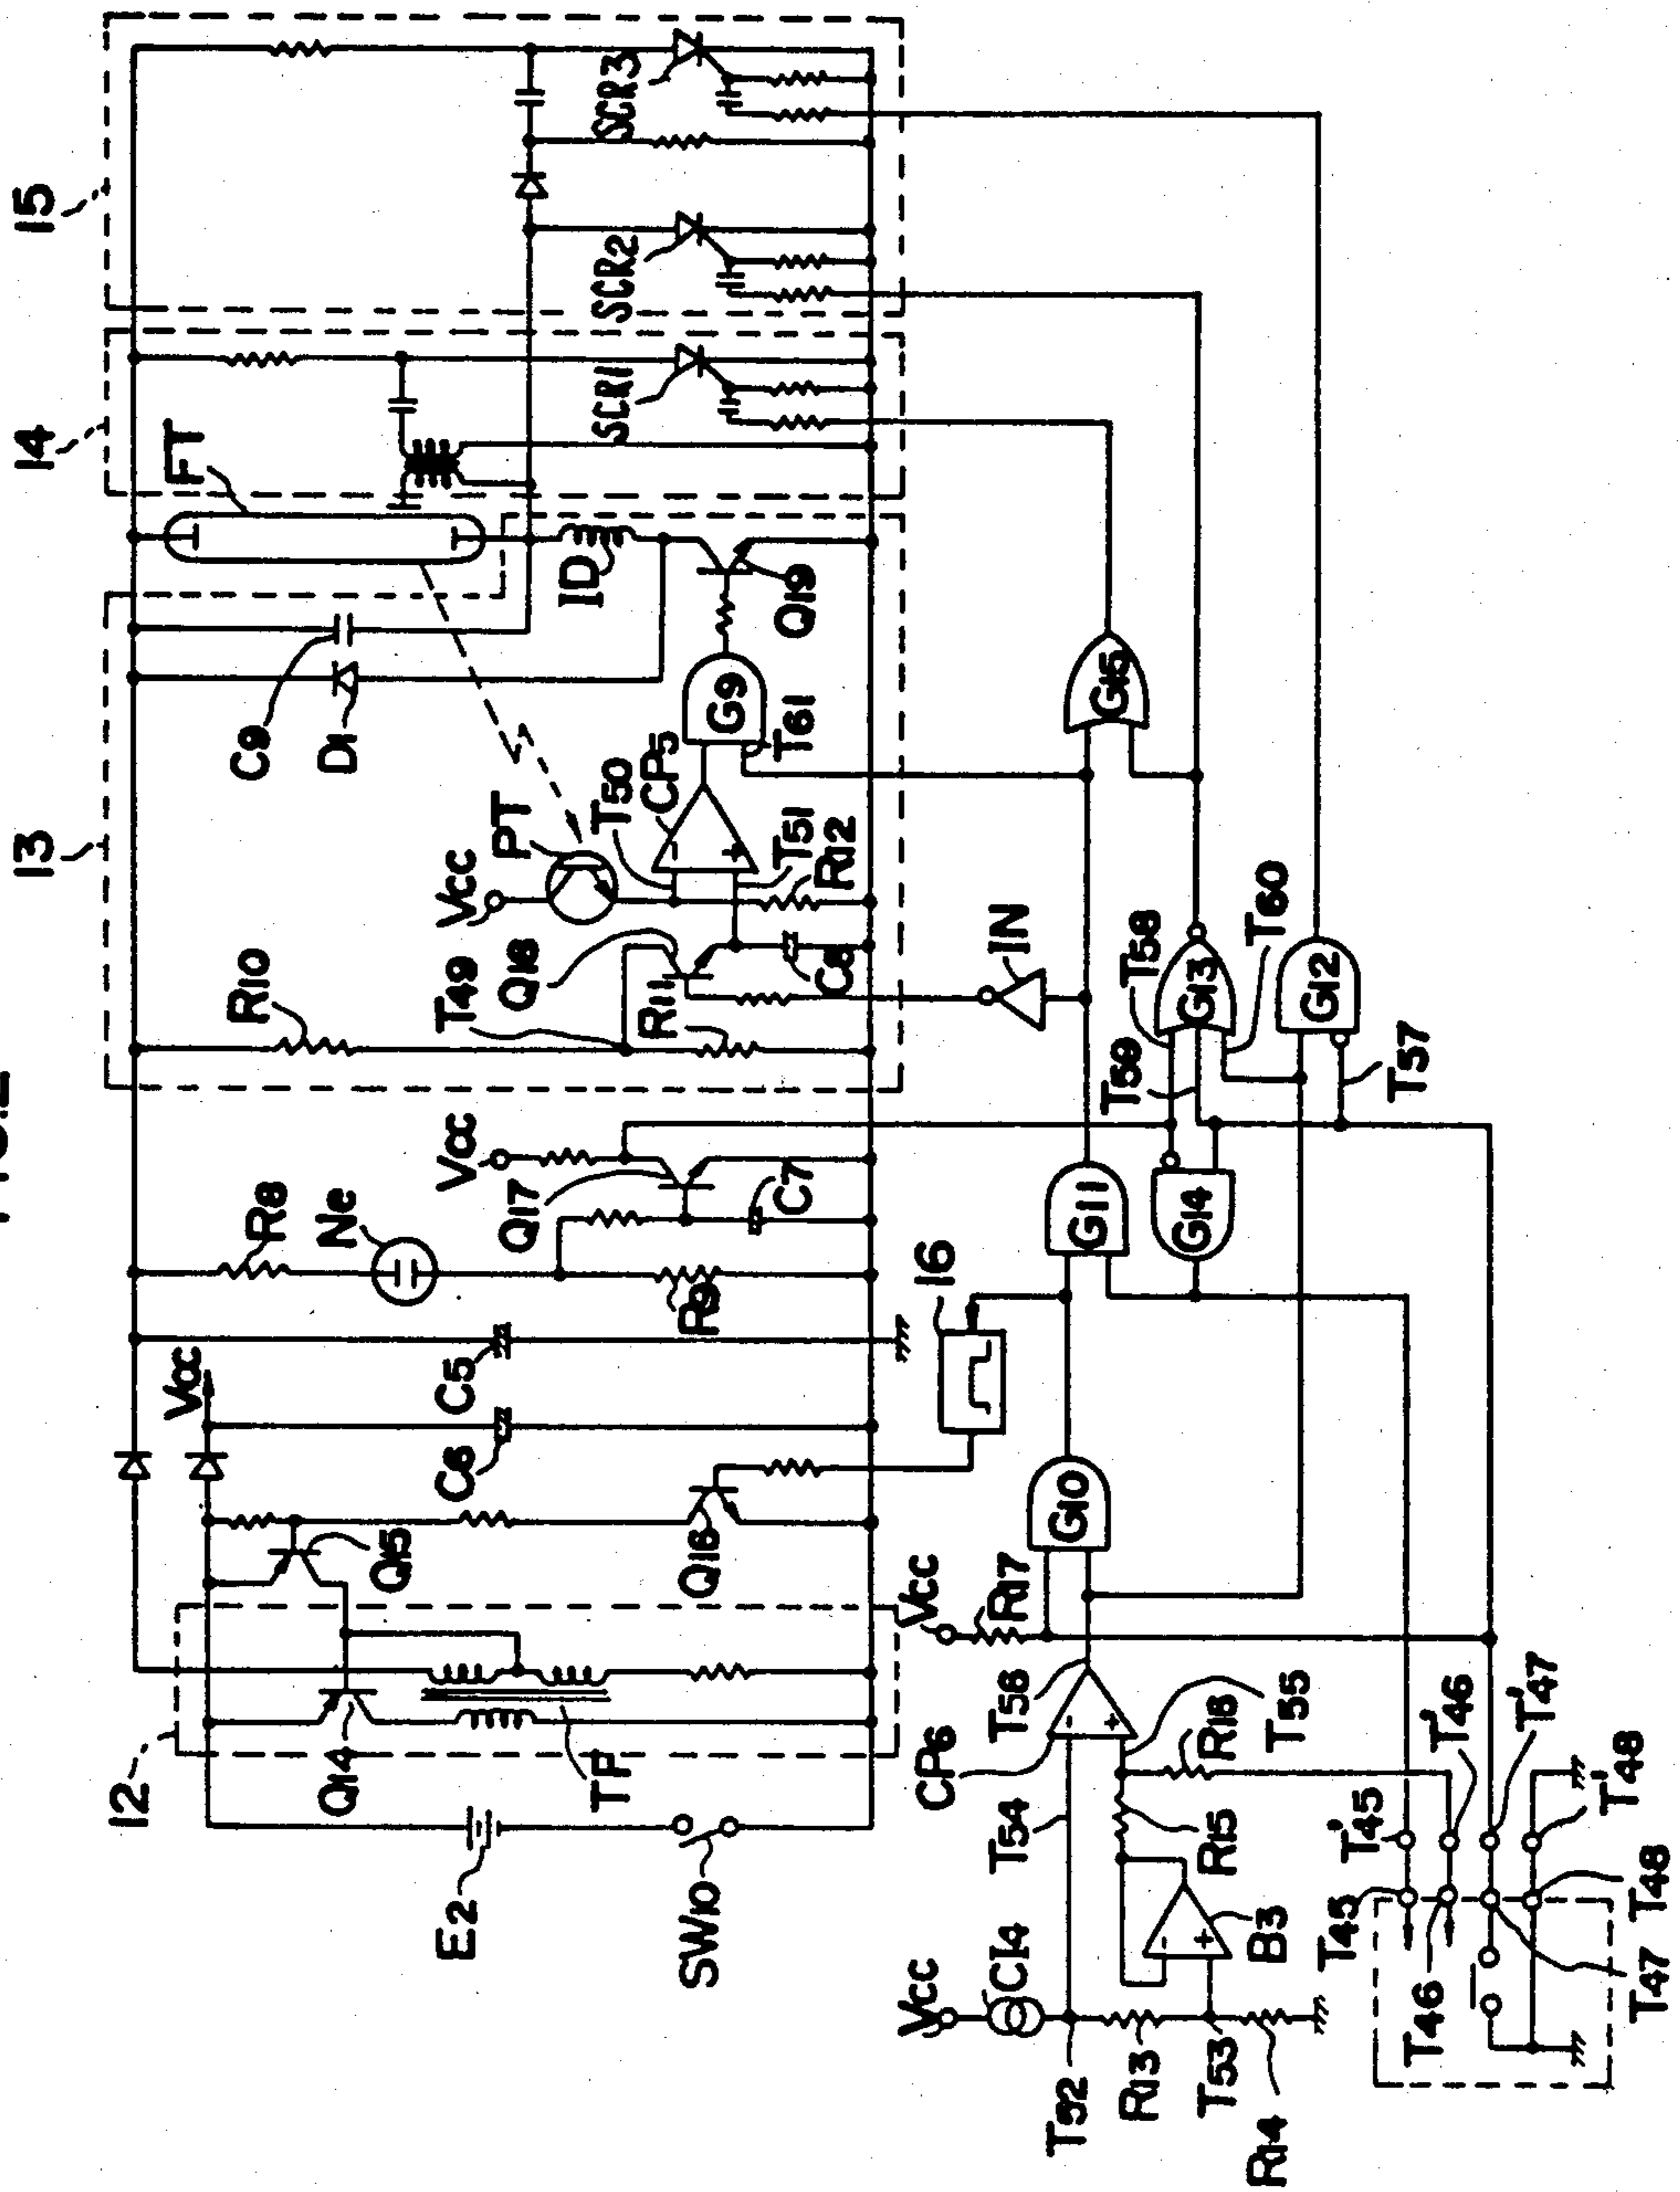 15
14
FT
13
C9
D1
SCR1
SCR2
SCR3
ID
Q19
G9
T61
CP5
T50
PT
VCC
T51
R12
R10
T49
Q18
R11
C8
IN
G15
T58
G13
T60
T59
G12
T57
G14
G11
VCC
Q17
C7
R8
Ne
R9
16
C5
VCC
C6
Q15
Q16
G10
12
Q14
TP
VCC
R17
T58
CP6
T55
R18
T54
R15
B3
E2
SW10
VCC
CI4
T52
R13
T53
R14
T'45
T'46
T'47
T'48
T45
T46
T47
T48